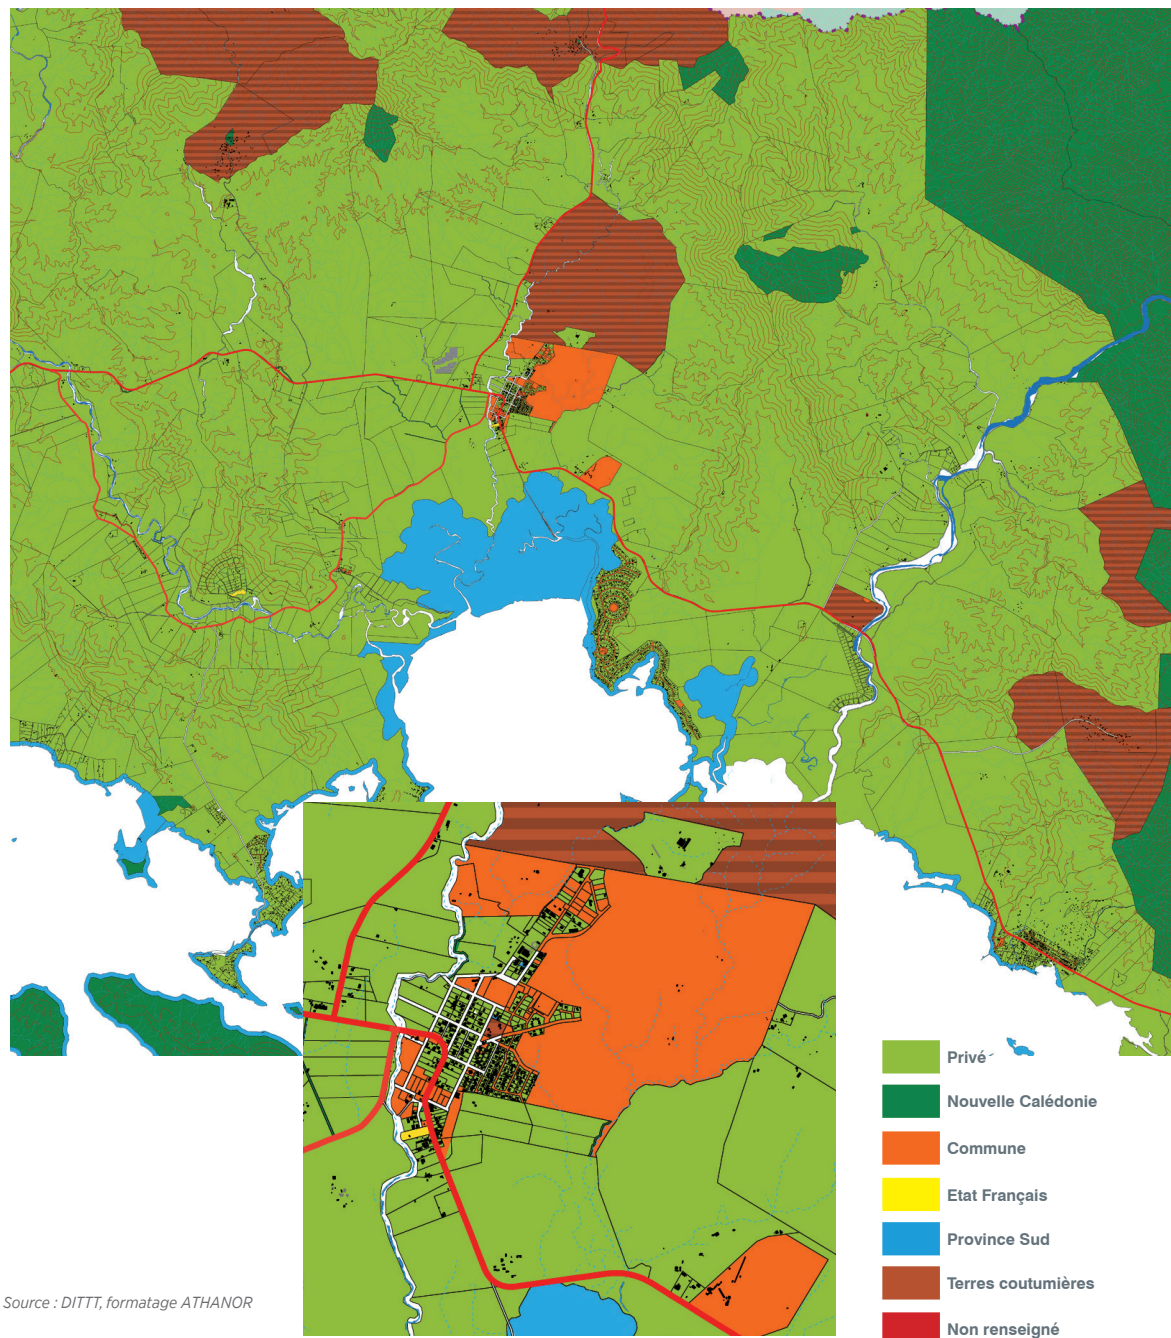 Privé
Nouvelle Calédonie
Commune
Etat Français
Province Sud
Terres coutumières
Non renseigné
Source : DITTT, formatage ATHANOR